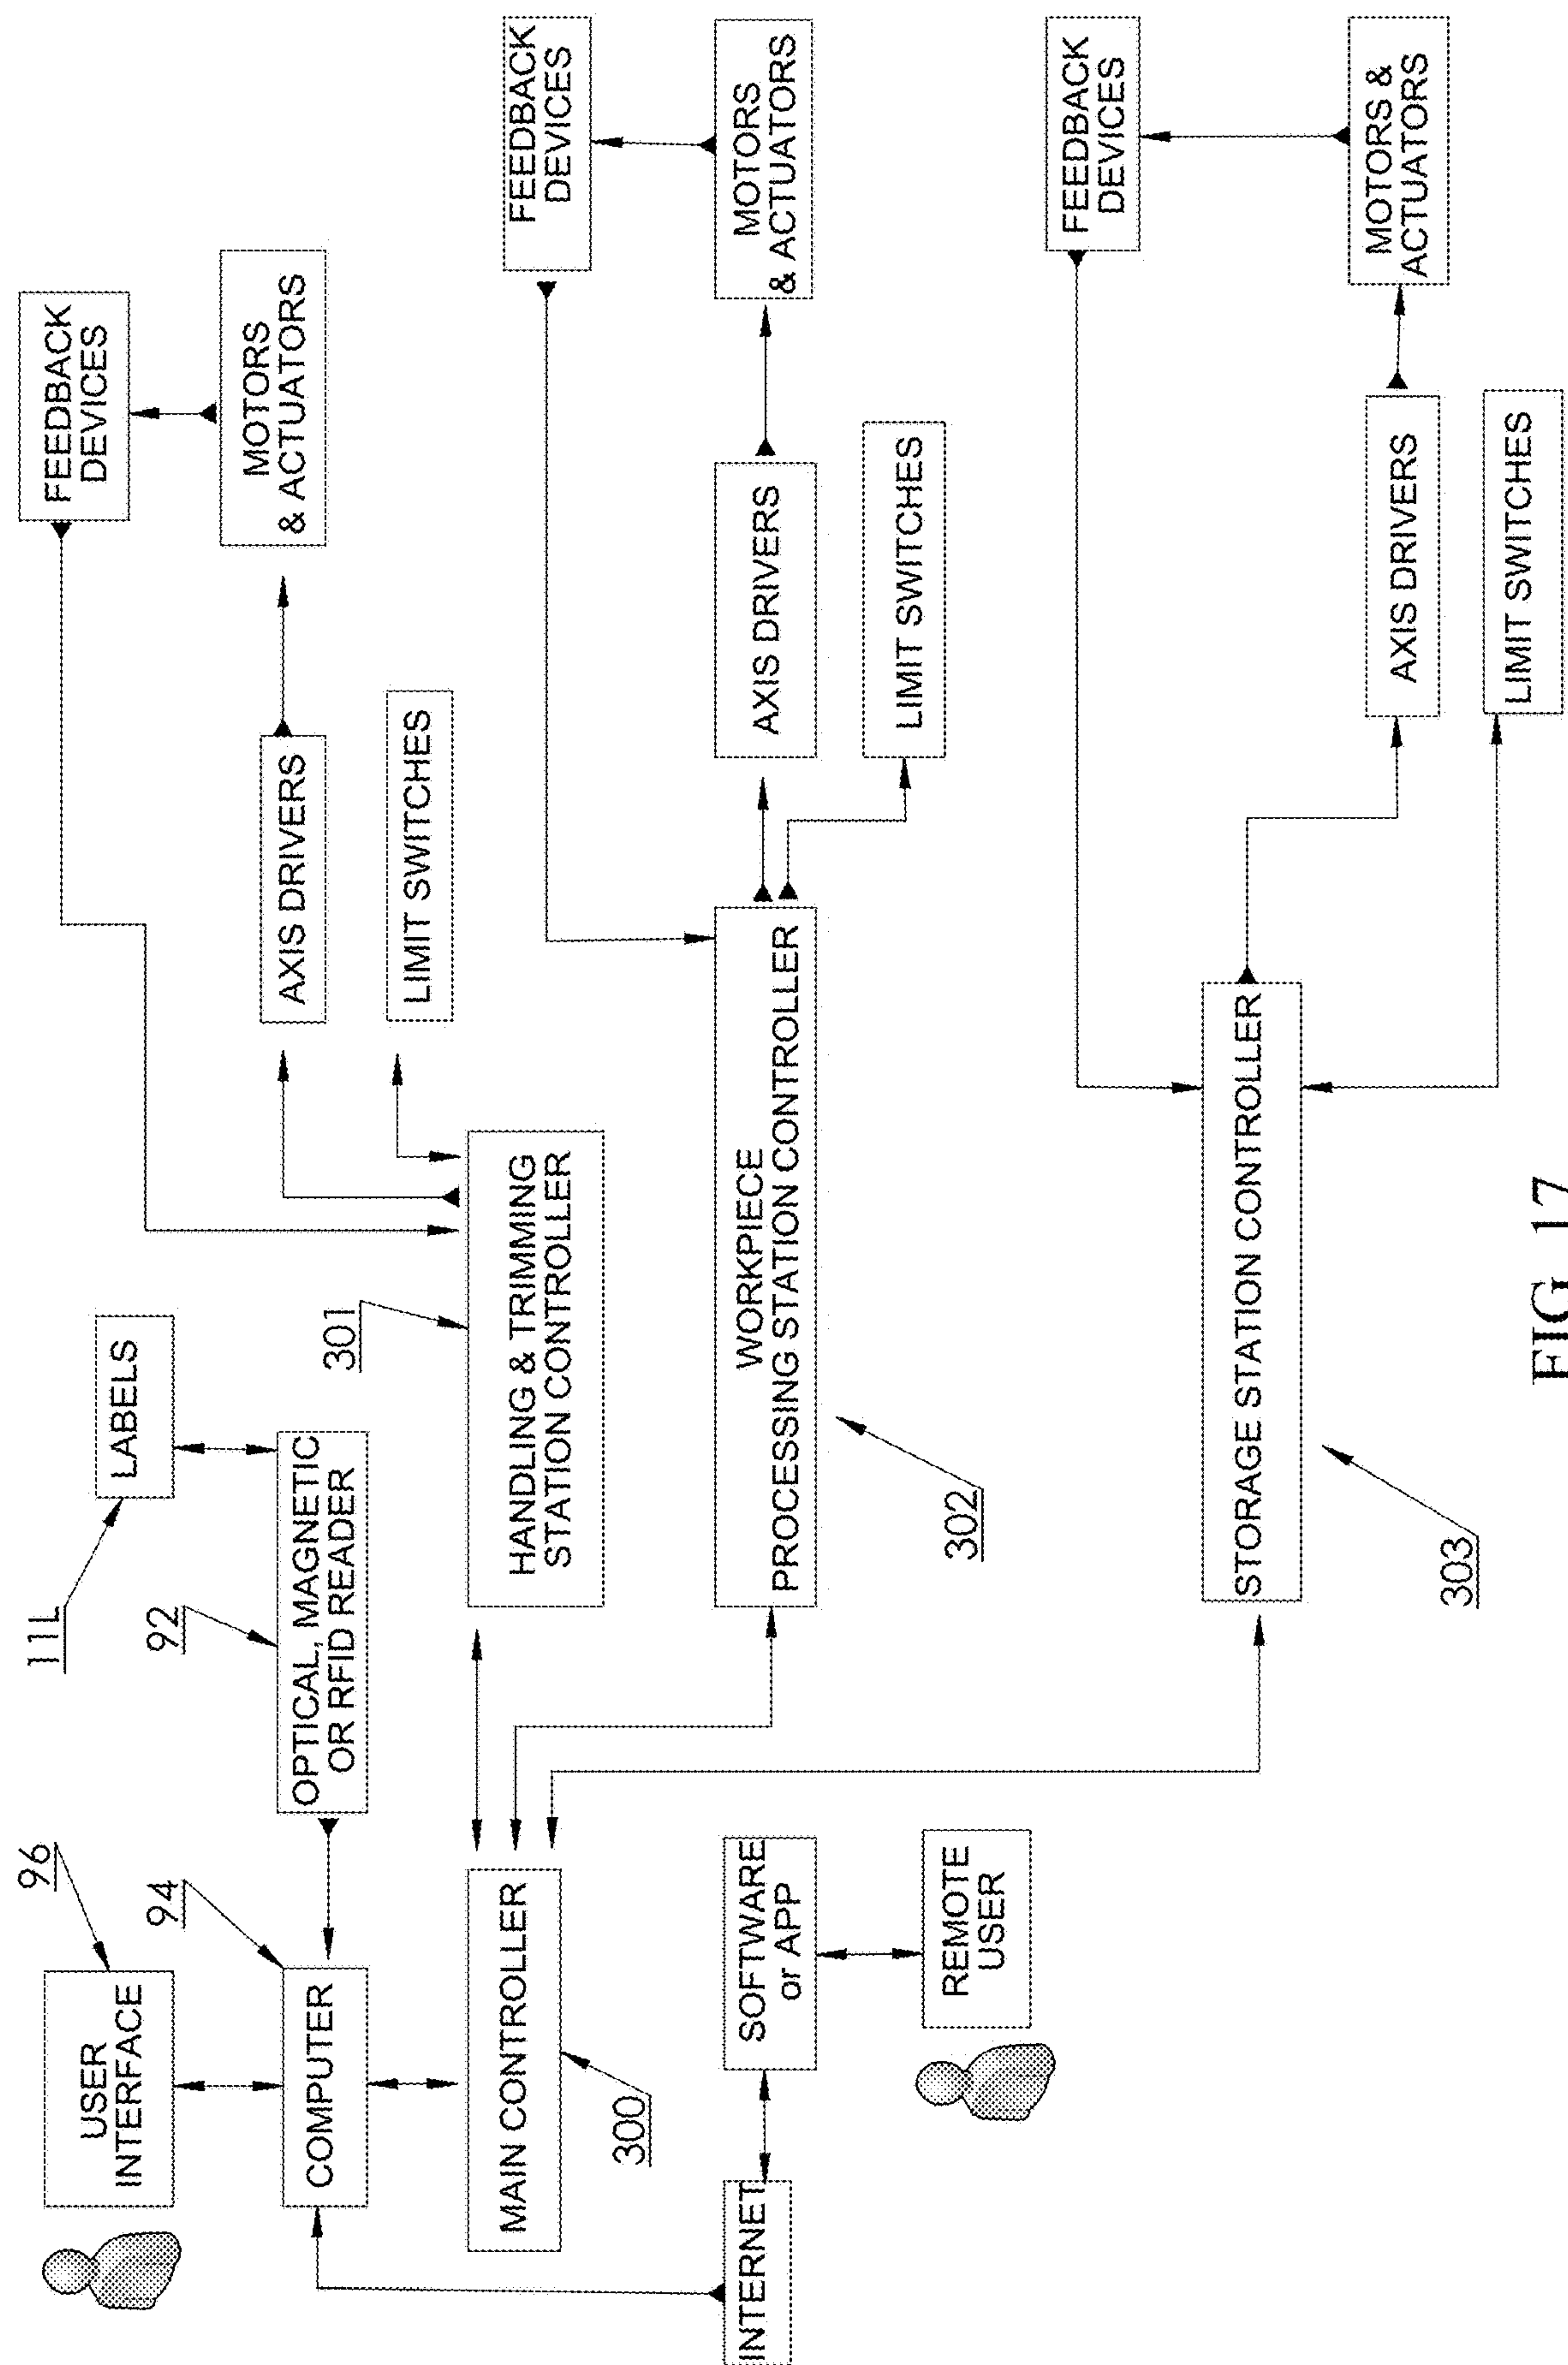 USER
INTERFACE
96
11L
LABELS
FEEDBACK
DEVICES
94
92
COMPUTER
OPTICAL, MAGNETIC
OR RFID READER
AXIS DRIVERS
MOTORS
& ACTUATORS
301
LIMIT SWITCHES
MAIN CONTROLLER
300
HANDLING & TRIMMING
STATION CONTROLLER
FEEDBACK
DEVICES
INTERNET
SOFTWARE
or APP
REMOTE
USER
WORKPIECE
PROCESSING STATION CONTROLLER
302
AXIS DRIVERS
MOTORS
& ACTUATORS
LIMIT SWITCHES
FEEDBACK
DEVICES
STORAGE STATION CONTROLLER
303
AXIS DRIVERS
MOTORS &
ACTUATORS
LIMIT SWITCHES
FIG. 17